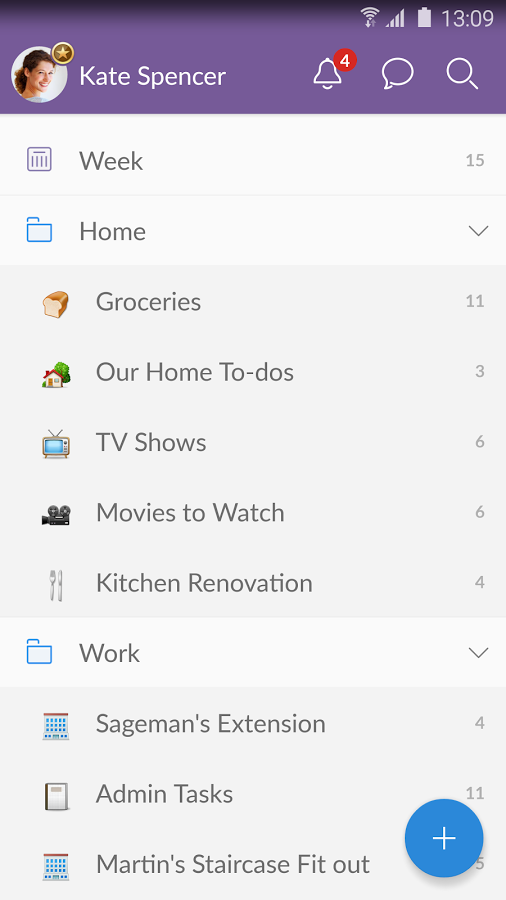 13:09
Kate Spencer
4
Week 15
Home
Groceries 11
Our Home To-dos 3
TV Shows 6
Movies to Watch 6
Kitchen Renovation 4
Work
Sageman's Extension 4
Admin Tasks 11
Martin's Staircase Fit out 5